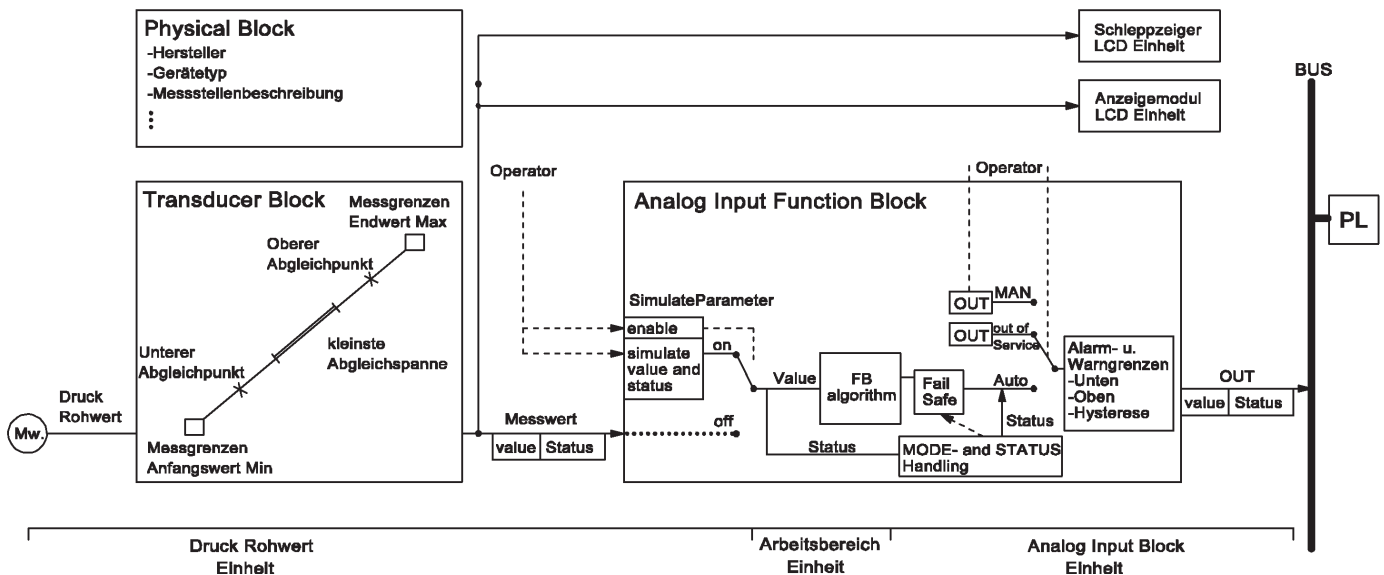 Physical Block
-Hersteller
-Gerätetyp
-Messstellenbeschreibung
Schleppzeiger
LCD Einheit
Anzeigemodul
LCD Einheit
BUS
PL
Operator
Operator
Transducer Block
Messgrenzen
Endwert Max
Oberer
Abgleichpunkt
kleinste
Abgleichspanne
Unterer
Abgleichpunkt
Messgrenzen
Anfangswert Min
Druck
Rohwert
Mw.
Messwert
value Status
Analog Input Function Block
SimulateParameter
enable
simulate
value and
status
on
off
Value
Status
FB
algorithm
Fail
Safe
OUT
MAN
OUT
out of
Service
Auto
Status
MODE- and STATUS
Handling
Alarm- u.
Warngrenzen
-Unten
-Oben
-Hysterese
OUT
value Status
Druck Rohwert
Einheit
Arbeitsbereich
Einheit
Analog Input Block
Einheit